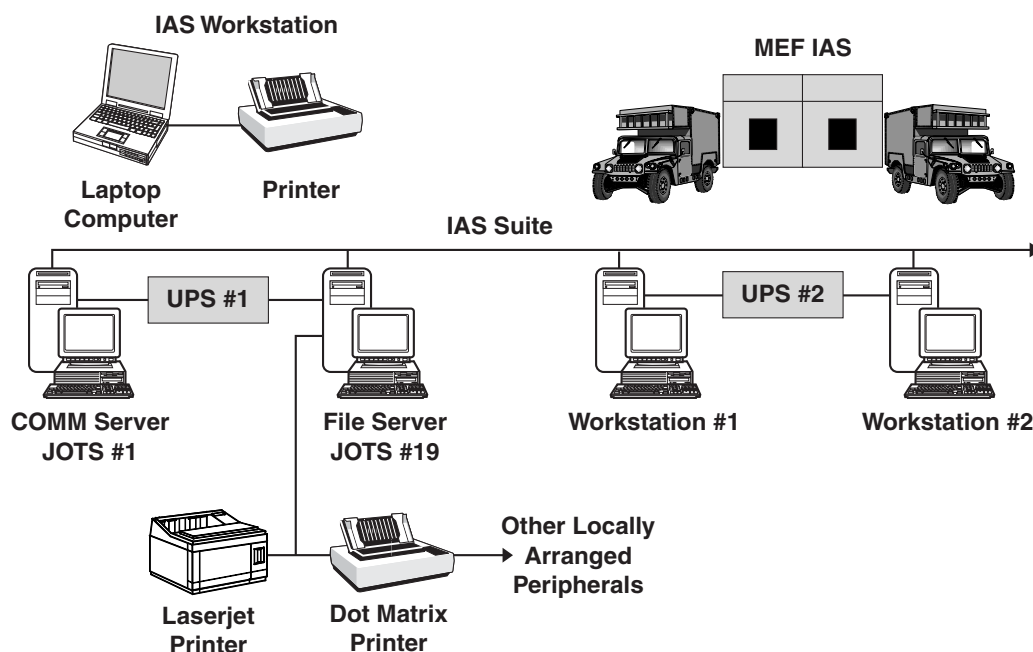 IAS Workstation
MEF IAS
Laptop
Computer
Printer
IAS Suite
UPS #1
UPS #2
COMM Server
JOTS #1
File Server
JOTS #19
Workstation #1
Workstation #2
Other Locally
Arranged
Peripherals
Laserjet
Printer
Dot Matrix
Printer